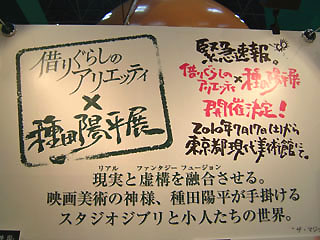 借りぐらしの
アリエッティ
×
種田陽平展
緊急速報。
借りぐらしの
アリエッティ×種田陽平展
開催決定！
2010年7月17日(土)から
東京都現代美術館にて。
リアル ファンタジー フュージョン
現実と虚構を融合させる。
映画美術の神様、種田陽平が手掛ける
スタジオジブリと小人たちの世界。